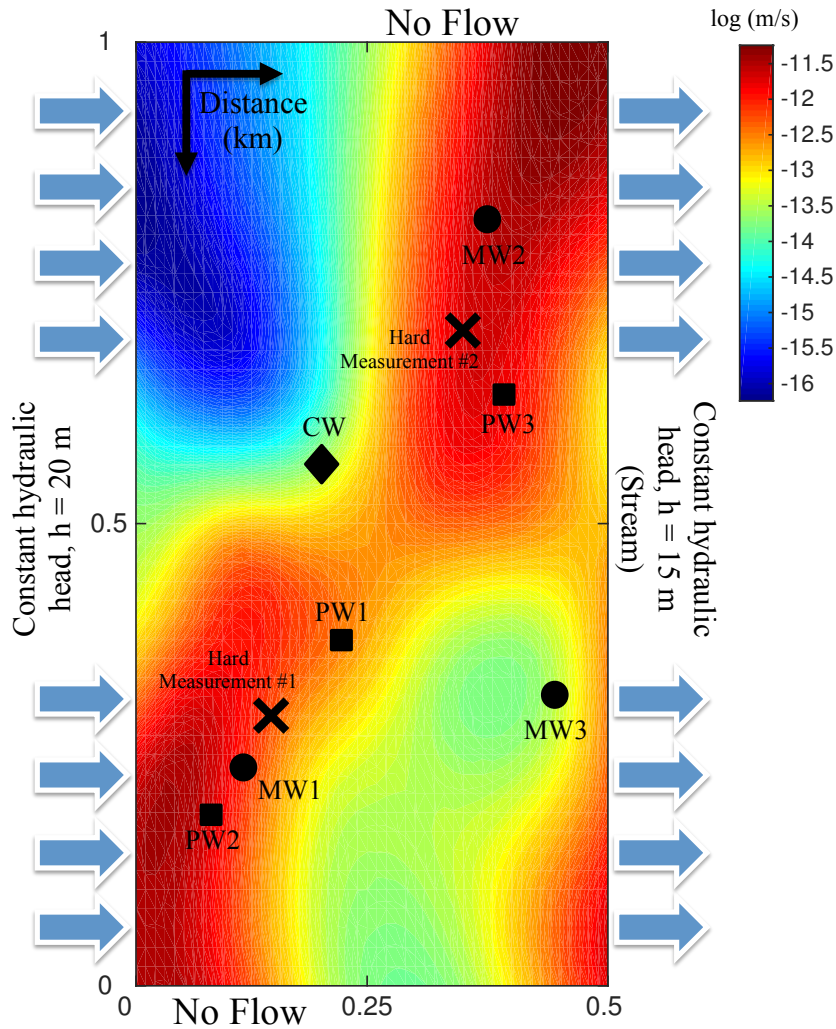 No Flow
log (m/s)
1
Distance
(km)
-11.5
-12
-12.5
-13
-13.5
-14
-14.5
-15
-15.5
-16
MW2
Hard
Measurement #2
PW3
CW
Constant hydraulic
head, h = 20 m
Constant hydraulic
head, h = 15 m
(Stream)
0.5
PW1
Hard
Measurement #1
MW3
MW1
PW2
0
0
0.25
0.5
No Flow